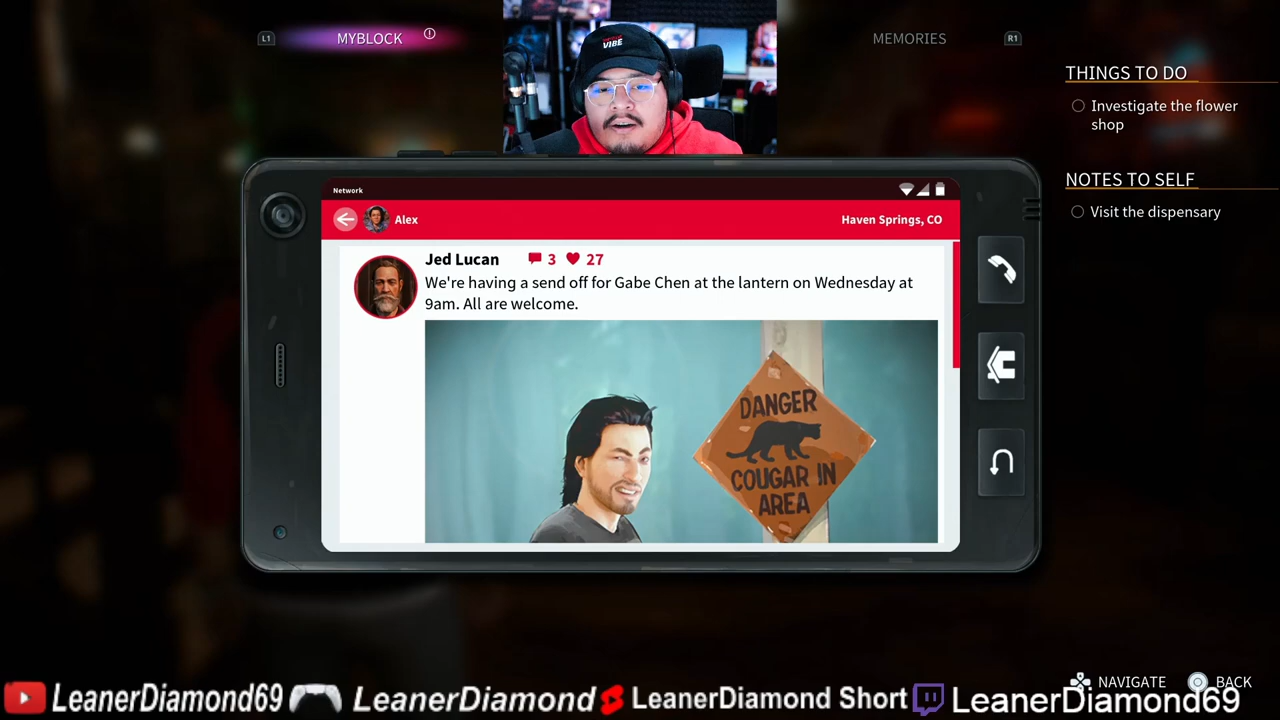 L1
MYBLOCK
MEMORIES
R1
VIBE
THINGS TO DO
Investigate the flower
shop
NOTES TO SELF
Visit the dispensary
Network
Alex
Haven Springs, CO
Jed Lucan 3 27
We're having a send off for Gabe Chen at the lantern on Wednesday at
9am. All are welcome.
DANGER
COUGAR IN
AREA
NAVIGATE
BACK
LeanerDiamond69 LeanerDiamond LeanerDiamond Short LeanerDiamond69